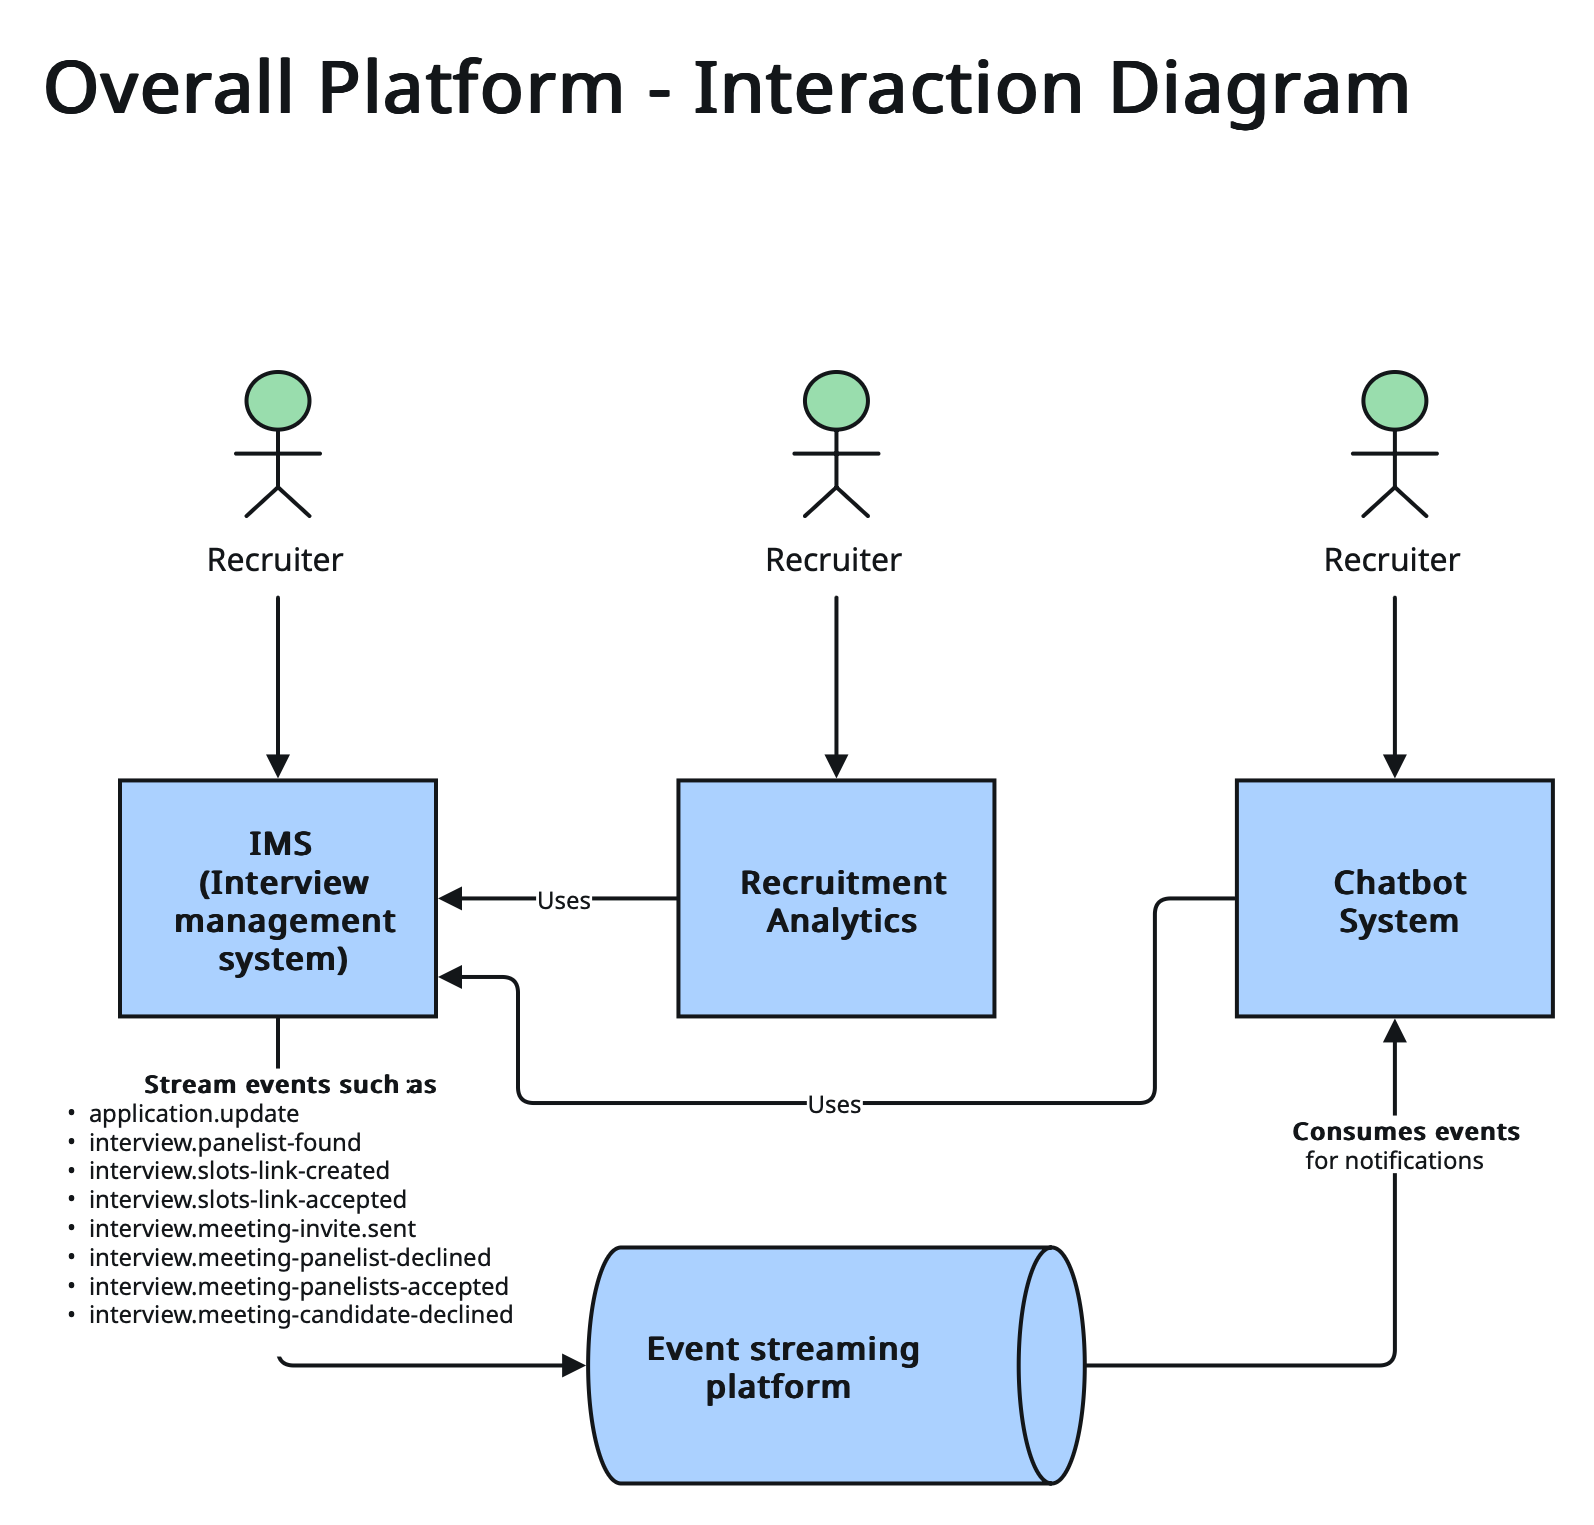 Overall Platform - Interaction Diagram
Recruiter
Recruiter
Recruiter
IMS
(Interview
management
system)
Uses
Recruitment
Analytics
Chatbot
System
Uses
Stream events such as:
• application.update
• interview.panelist-found
• interview.slots-link-created
• interview.slots-link-accepted
• interview.meeting-invite.sent
• interview.meeting-panelist-declined
• interview.meeting-panelists-accepted
• interview.meeting-candidate-declined
Consumes events
for notifications
Event streaming
platform